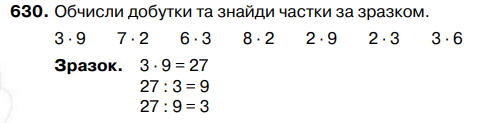 630. Обчисли добутки та знайди частки за зразком.
3 · 9 7 · 2 6 · 3 8 · 2 2 · 9 2 · 3 3 · 6
Зразок. 3 · 9 = 27
27 : 3 = 9
27 : 9 = 3